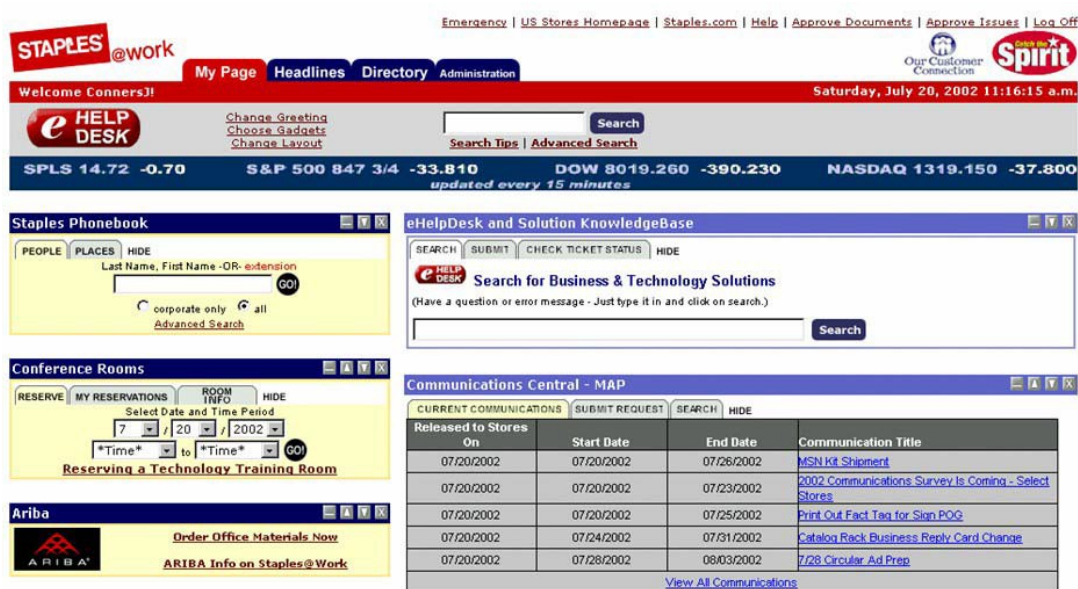 Emergency | US Stores Homepage | Staples.com | Help | Approve Documents | Approve Issues | Log Off
STAPLES @work
My Page Headlines Directory Administration
Our Customer Connection
Catch the Spirit
Welcome ConnersJ!
Saturday, July 20, 2002 11:16:15 a.m.
e HELP DESK
Change Greeting
Choose Gadgets
Change Layout
Search
Search Tips | Advanced Search
SPLS 14.72 -0.70 S&P 500 847 3/4 -33.810 DOW 8019.260 -390.230 NASDAQ 1319.150 -37.800
updated every 15 minutes
Staples Phonebook
PEOPLE PLACES HIDE
Last Name, First Name -OR- extension
GO!
corporate only all
Advanced Search
Conference Rooms
RESERVE MY RESERVATIONS ROOM INFO HIDE
Select Date and Time Period
7 / 20 / 2002
*Time* to *Time* GO!
Reserving a Technology Training Room
Ariba
ARIBA
Order Office Materials Now
ARIBA Info on Staples@Work
eHelpDesk and Solution KnowledgeBase
SEARCH SUBMIT CHECK TICKET STATUS HIDE
e HELP DESK Search for Business & Technology Solutions
(Have a question or error message - Just type it in and click on search.)
Search
Communications Central - MAP
CURRENT COMMUNICATIONS SUBMIT REQUEST SEARCH HIDE
Released to Stores On Start Date End Date Communication Title
07/20/2002 07/20/2002 07/26/2002 MSN Kit Shipment
07/20/2002 07/20/2002 07/23/2002 2002 Communications Survey Is Coming - Select Stores
07/20/2002 07/20/2002 07/25/2002 Print Out Fact Tag for Sign POG
07/20/2002 07/24/2002 07/31/2002 Catalog Rack Business Reply Card Change
07/20/2002 07/28/2002 08/03/2002 7/28 Circular Ad Prep
View All Communications